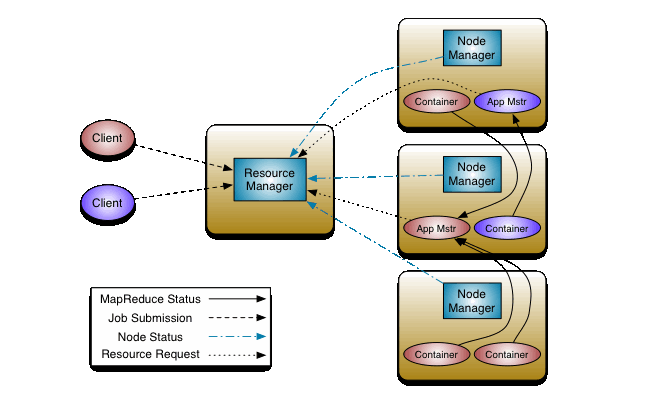 Node
Manager
Container
App Mstr
Client
Resource
Manager
Client
Node
Manager
App Mstr
Container
Node
Manager
Container
Container
MapReduce Status
Job Submission
Node Status
Resource Request